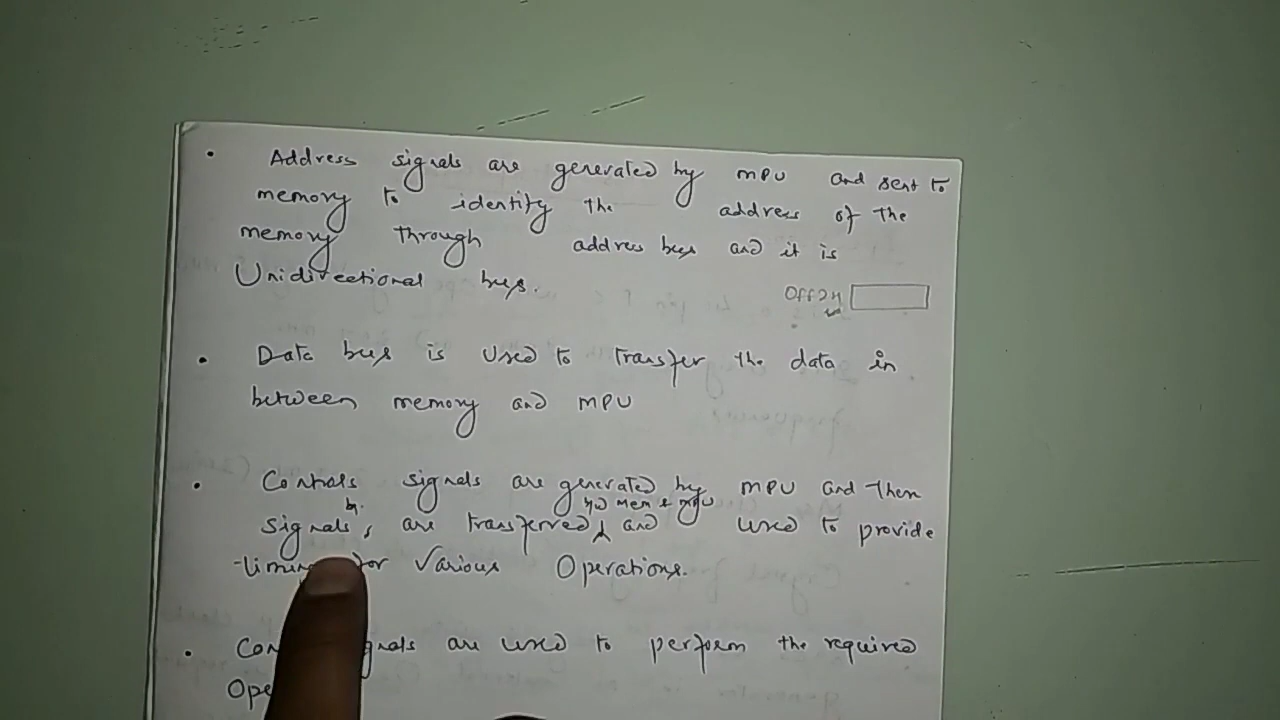 • Address signals are generated by MPU and sent to
memory to identify the address of the
memory through address bus and it is
Unidirectional bus.
Off24
• Data bus is used to transfer the data in
between memory and MPU
• Controls signals are generated by MPU and then
b/w mem & MPU
signals, are transferred and used to provide
for various Operations.
• signals are used to perform the required